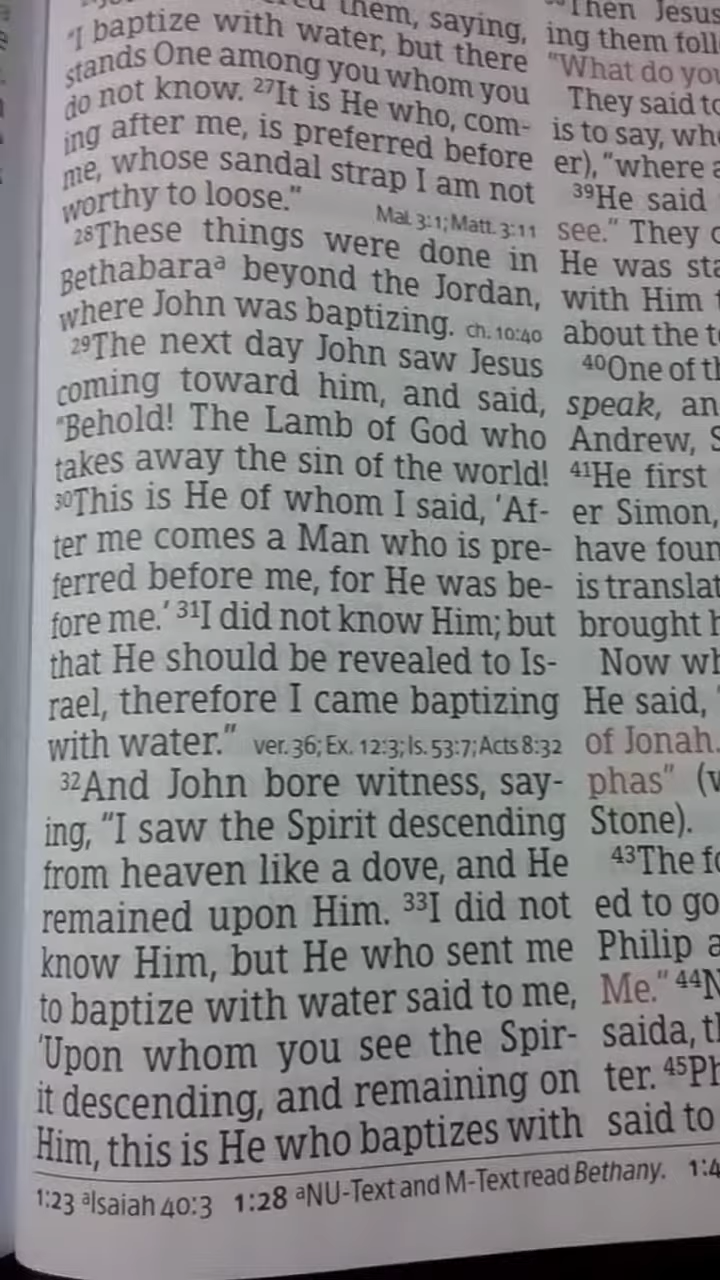 them, saying,
"I baptize with water, but there
stands One among you whom you
do not know. ²⁷It is He who, com-
ing after me, is preferred before
me, whose sandal strap I am not
worthy to loose." Mal. 3:1; Matt. 3:11
²⁸These things were done in
Bethabaraᵃ beyond the Jordan,
where John was baptizing. ch. 10:40
²⁹The next day John saw Jesus
coming toward him, and said,
"Behold! The Lamb of God who
takes away the sin of the world!
³⁰This is He of whom I said, 'Af-
ter me comes a Man who is pre-
ferred before me, for He was be-
fore me.' ³¹I did not know Him; but
that He should be revealed to Is-
rael, therefore I came baptizing
with water." ver. 36; Ex. 12:3; Is. 53:7; Acts 8:32
³²And John bore witness, say-
ing, "I saw the Spirit descending
from heaven like a dove, and He
remained upon Him. ³³I did not
know Him, but He who sent me
to baptize with water said to me,
'Upon whom you see the Spir-
it descending, and remaining on
Him, this is He who baptizes with
Then Jesus
ing them
"What do
They said
is to say,
er), "where
³⁹He said
see." They
He was
with Him
about the
⁴⁰One of
speak, an
Andrew,
⁴¹He first
er Simon,
have
is
brought
Now
He said,
of Jonah.
phas"
Stone).
⁴³The
ed to go
Philip
Me." ⁴⁴
saida,
ter. ⁴⁵
said to
1:23 ᵃIsaiah 40:3 1:28 ᵃNU-Text and M-Text read Bethany.